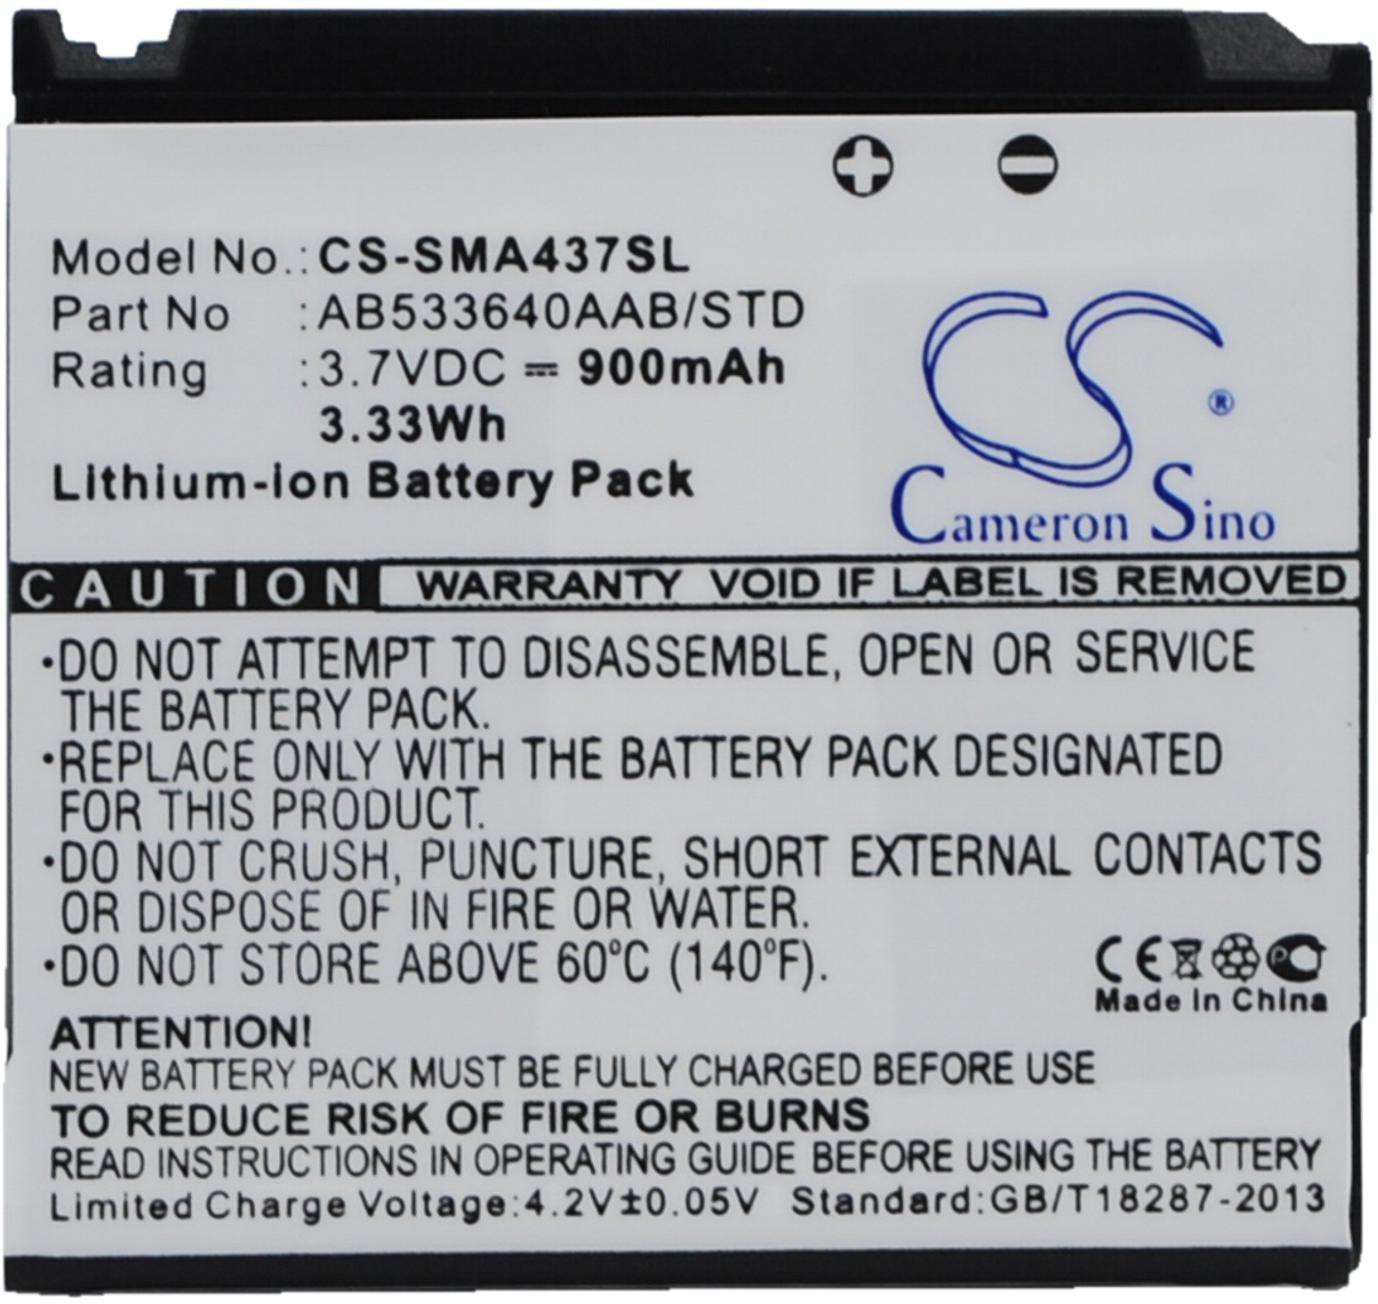 Model No.: CS-SMA437SL
Part No : AB533640AAB/STD
Rating : 3.7VDC ⎓ 900mAh
3.33Wh
Lithium-ion Battery Pack
CS ®
Cameron Sino
CAUTION WARRANTY VOID IF LABEL IS REMOVED
•DO NOT ATTEMPT TO DISASSEMBLE, OPEN OR SERVICE
THE BATTERY PACK.
•REPLACE ONLY WITH THE BATTERY PACK DESIGNATED
FOR THIS PRODUCT.
•DO NOT CRUSH, PUNCTURE, SHORT EXTERNAL CONTACTS
OR DISPOSE OF IN FIRE OR WATER.
•DO NOT STORE ABOVE 60°C (140°F).
CE PC
Made In China
ATTENTION!
NEW BATTERY PACK MUST BE FULLY CHARGED BEFORE USE
TO REDUCE RISK OF FIRE OR BURNS
READ INSTRUCTIONS IN OPERATING GUIDE BEFORE USING THE BATTERY
Limited Charge Voltage:4.2V±0.05V Standard:GB/T18287-2013